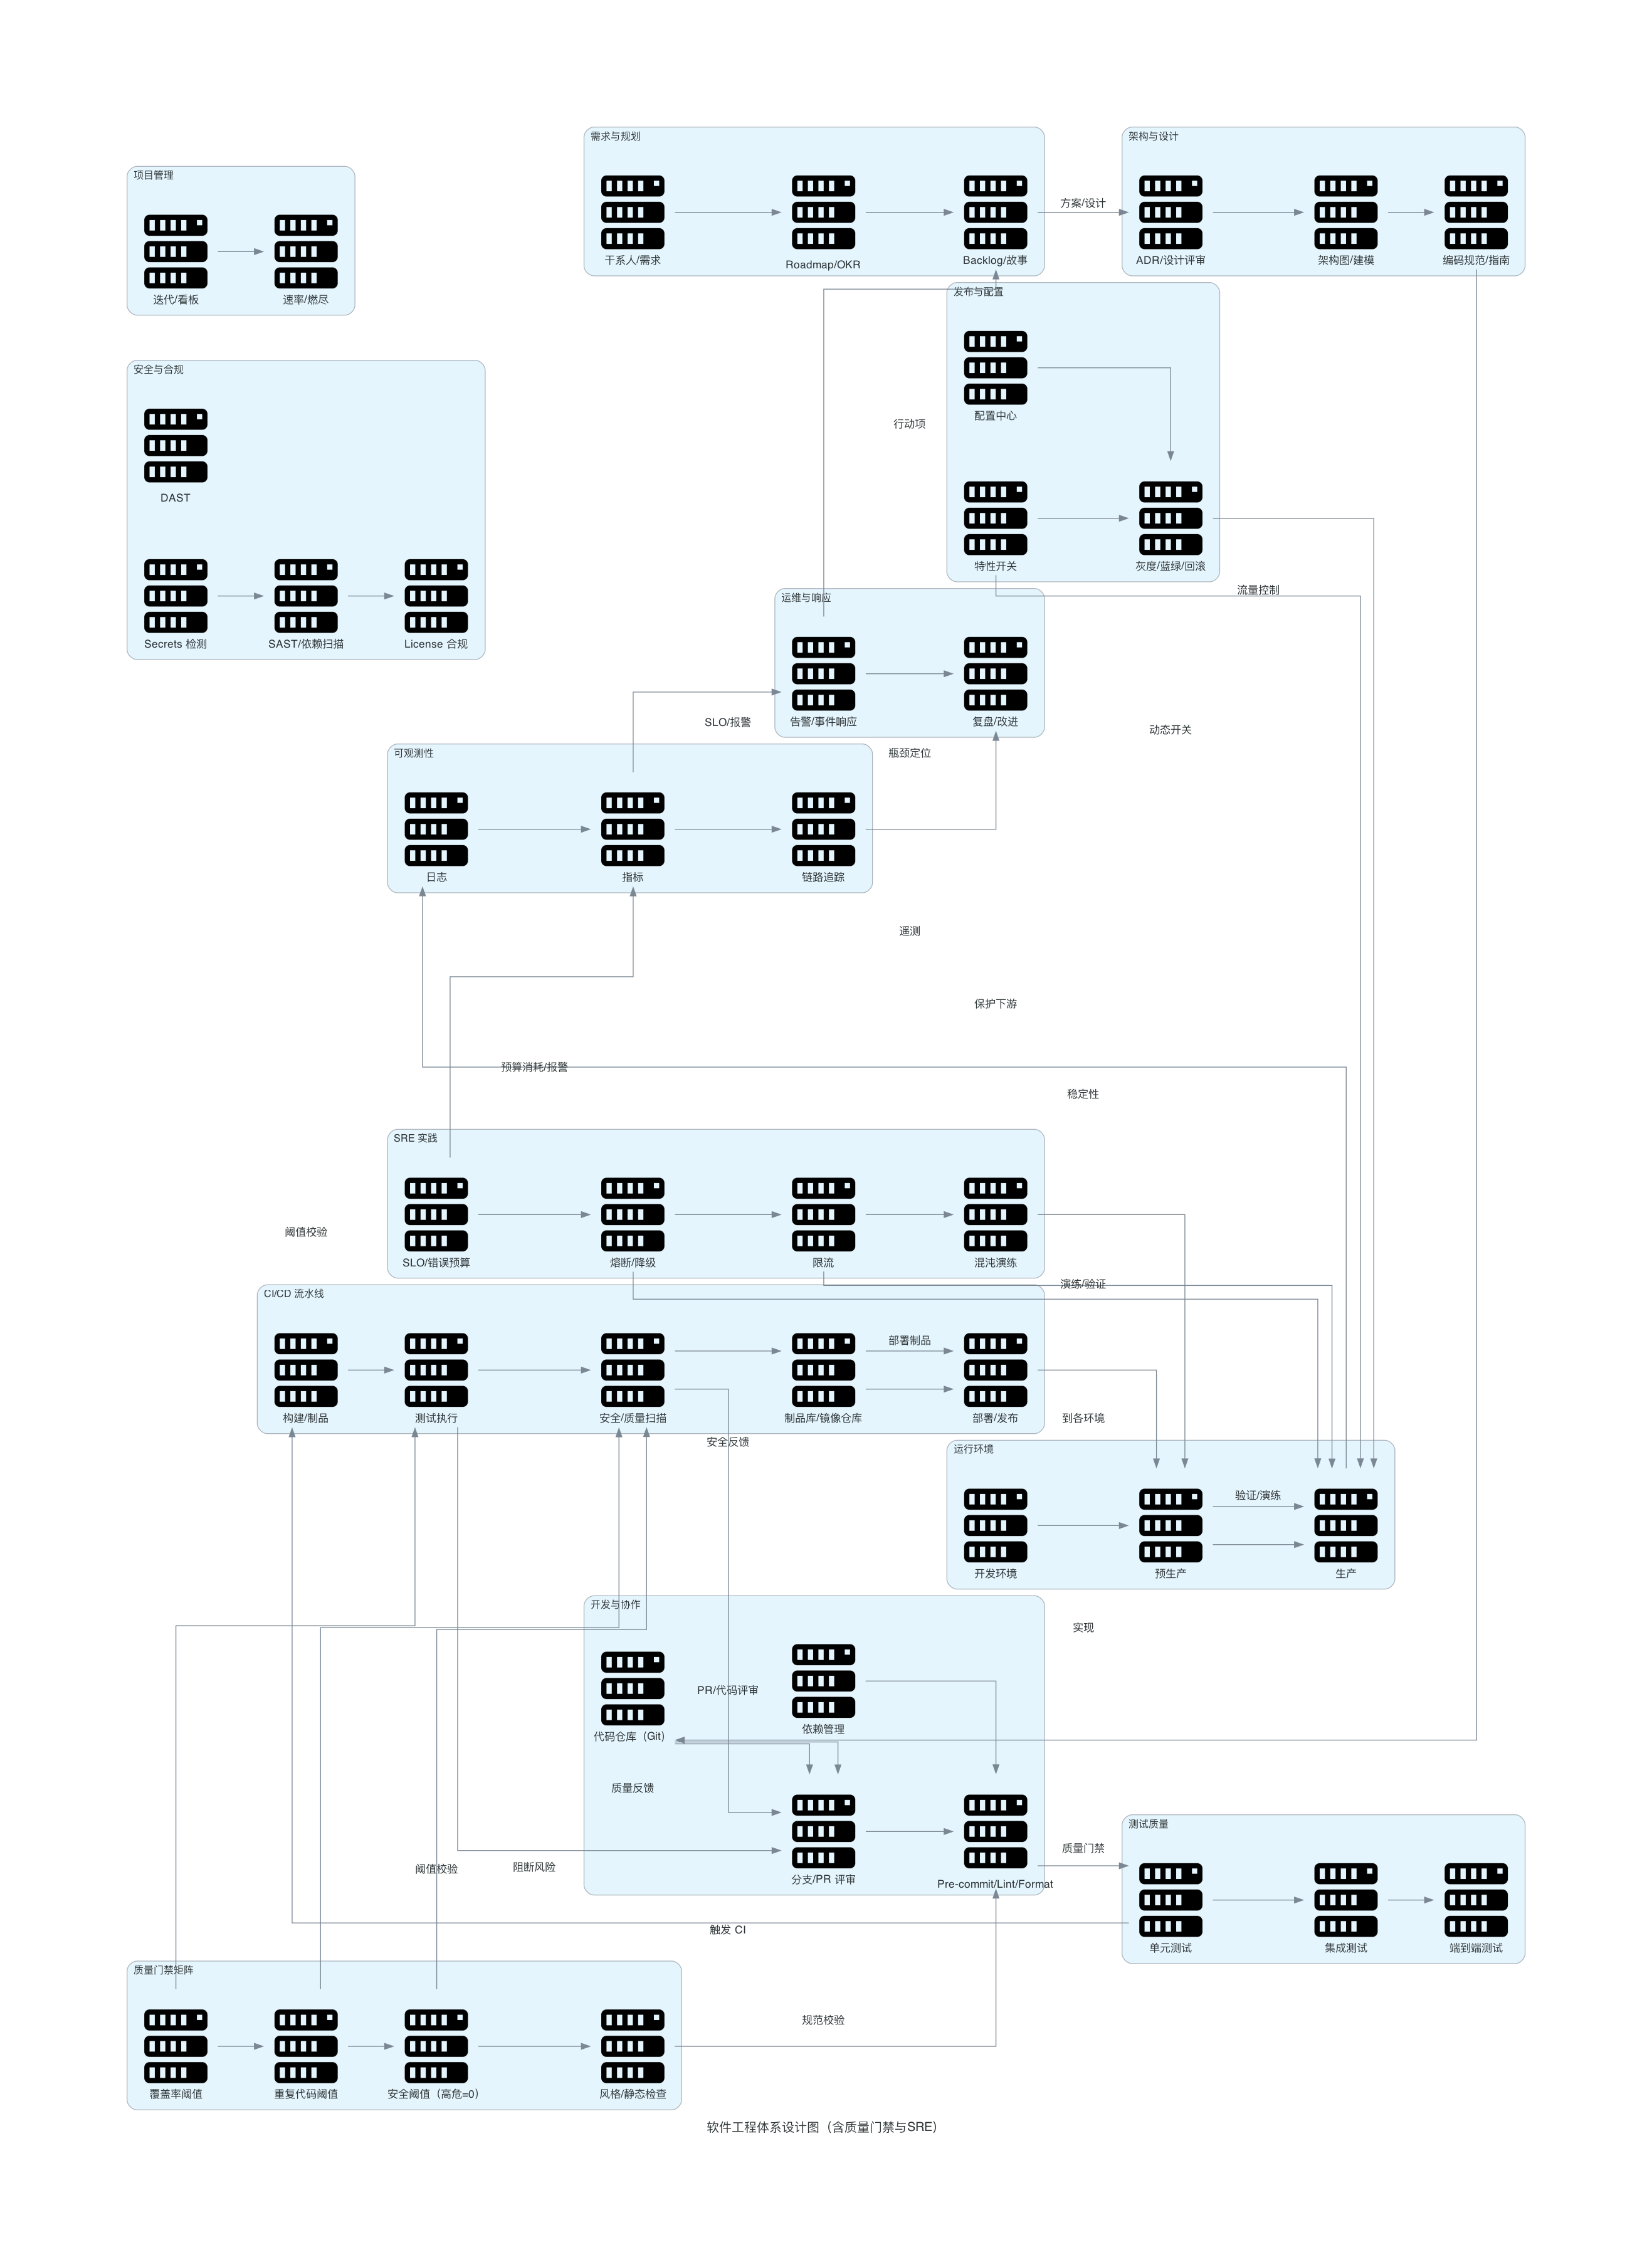 需求与规划
架构与设计
项目管理
干系人/需求
Roadmap/OKR
Backlog/故事
方案/设计
ADR/设计评审
架构图/建模
编码规范/指南
迭代/看板
速率/燃尽
发布与配置
安全与合规
配置中心
行动项
DAST
特性开关
灰度/蓝绿/回滚
流量控制
运维与响应
Secrets 检测
SAST/依赖扫描
License 合规
SLO/报警
告警/事件响应
复盘/改进
动态开关
可观测性
瓶颈定位
日志
指标
链路追踪
遥测
保护下游
预算消耗/报警
稳定性
SRE 实践
阈值校验
SLO/错误预算
熔断/降级
限流
混沌演练
演练/验证
CI/CD 流水线
部署制品
构建/制品
测试执行
安全/质量扫描
制品库/镜像仓库
部署/发布
到各环境
安全反馈
运行环境
验证/演练
开发环境
预生产
生产
开发与协作
实现
PR/代码评审
代码仓库（Git）
依赖管理
质量反馈
测试质量
质量门禁
阈值校验
阻断风险
分支/PR 评审
Pre-commit/Lint/Format
触发 CI
单元测试
集成测试
端到端测试
质量门禁矩阵
规范校验
覆盖率阈值
重复代码阈值
安全阈值（高危=0）
风格/静态检查
软件工程体系设计图（含质量门禁与SRE）